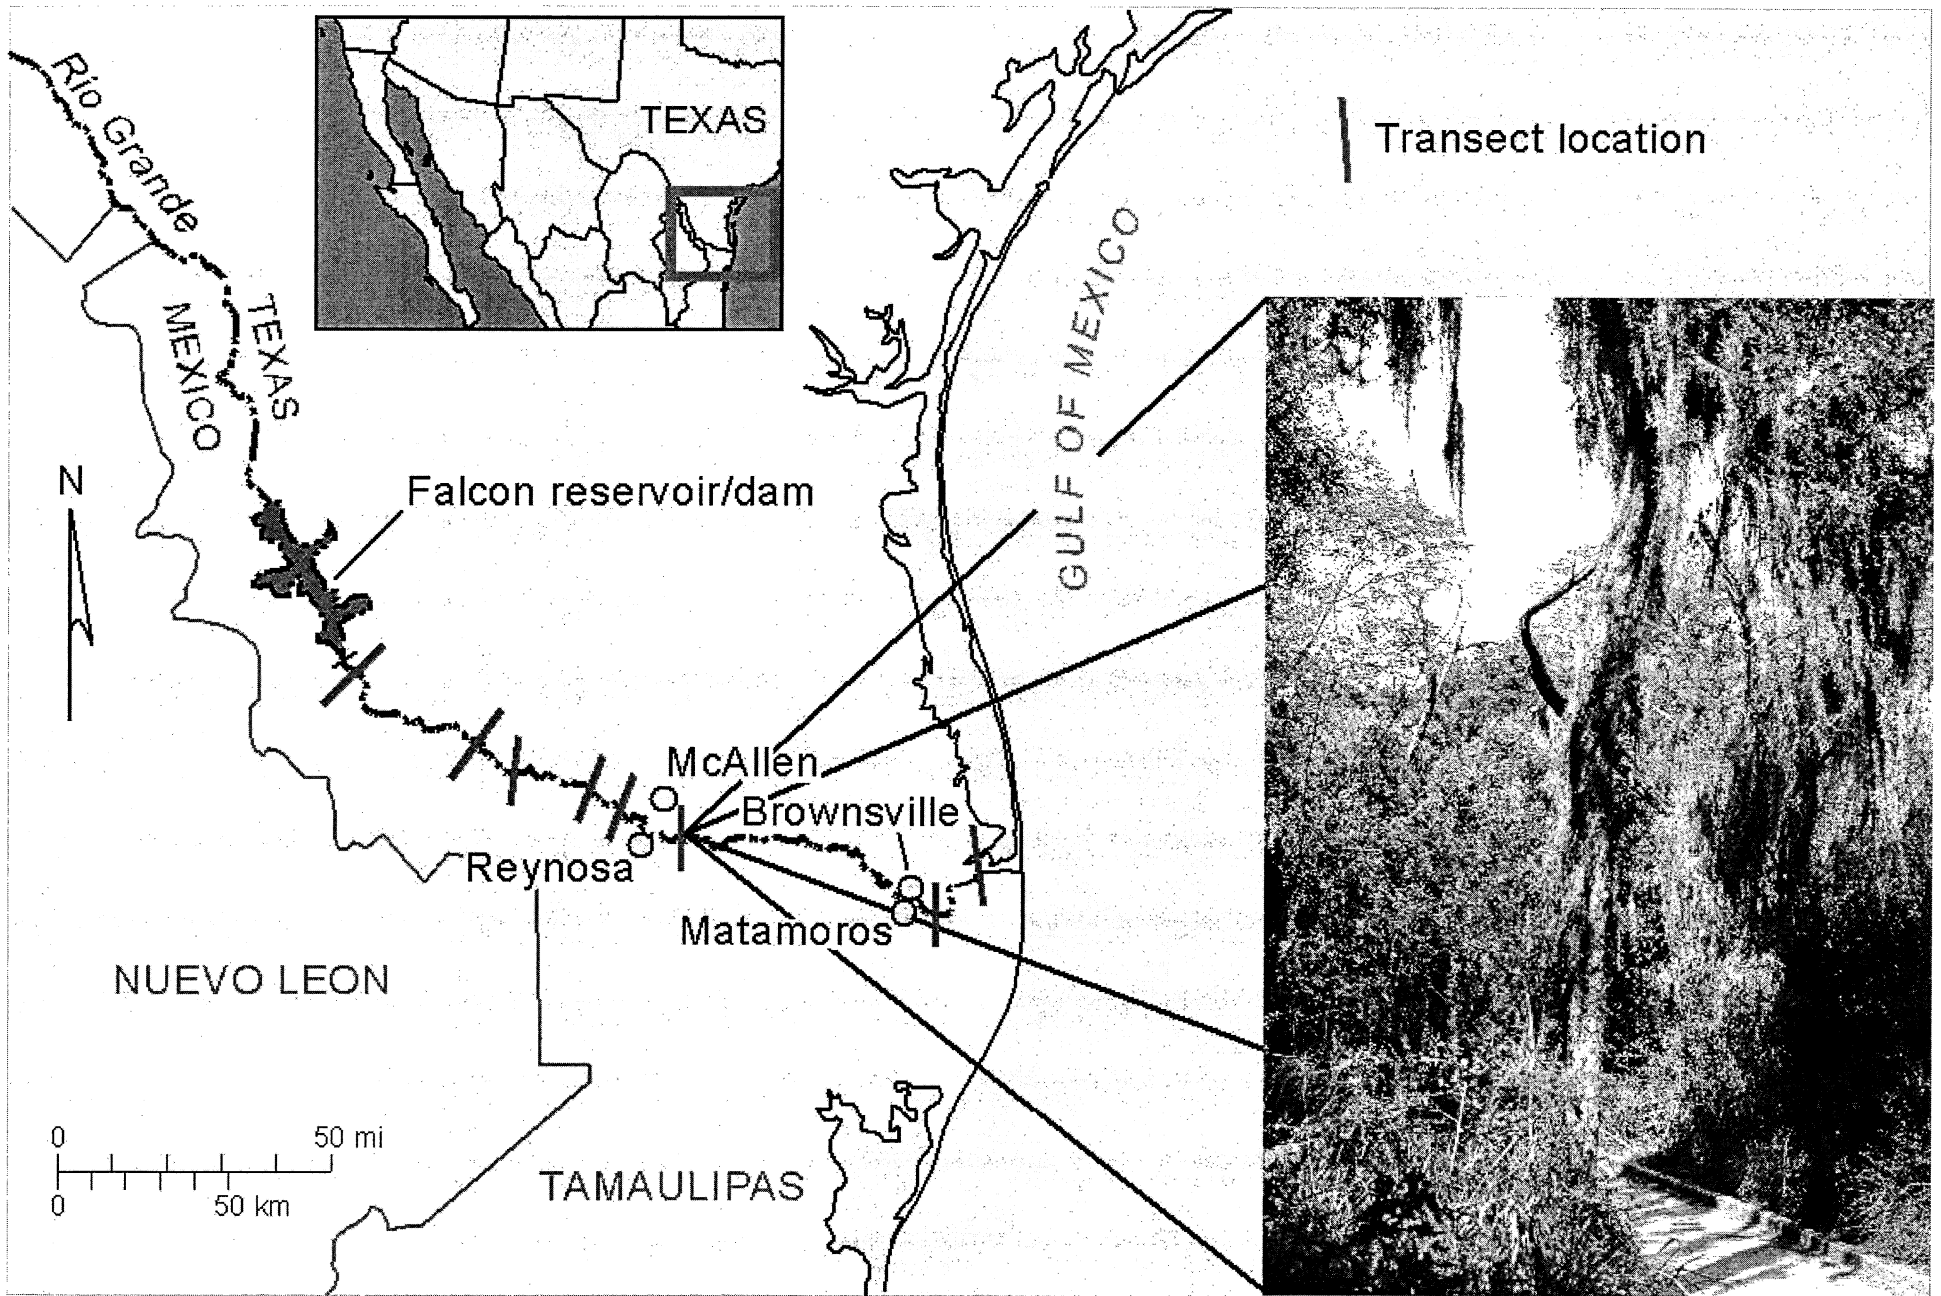 Río Grande
TEXAS
Transect location
GULF OF MEXICO
TEXAS
MEXICO
N
Falcon reservoir/dam
McAllen
Brownsville
Reynosa
Matamoros
NUEVO LEON
TAMAULIPAS
0 50 mi
0 50 km